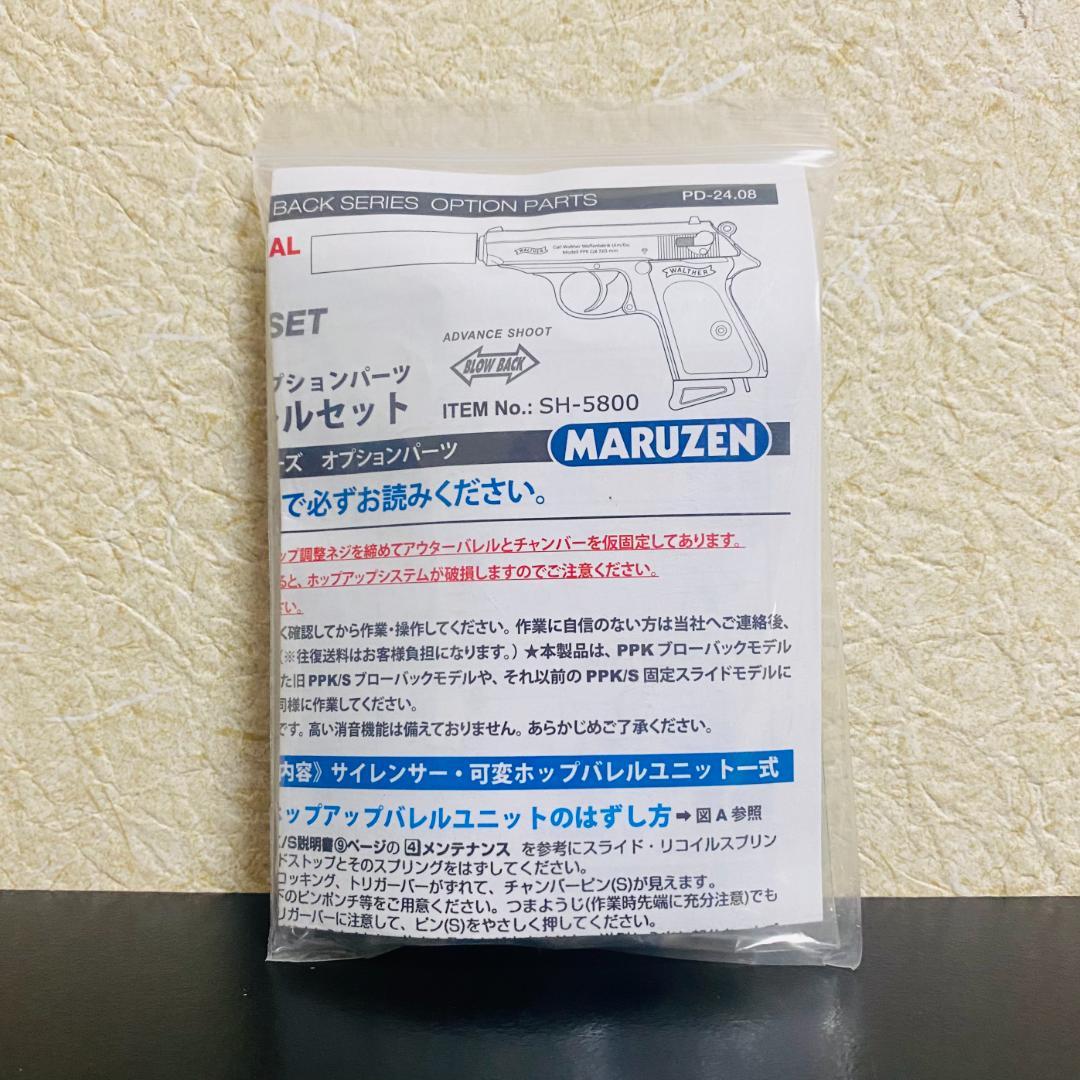 BACK SERIES OPTION PARTS
PD-24.08
AL
WALTHER
Carl Walther Waffenfabrik Ulm/Do.
Modell PPK Cal 7.65 mm
WALTHER
SET
ADVANCE SHOOT
BLOW BACK
プションパーツ
ルセット
ITEM No.: SH-5800
ーズ オプションパーツ
MARUZEN
で必ずお読みください。
ップ調整ネジを締めてアウターバレルとチャンバーを仮固定してあります。
ると、ホップアップシステムが破損しますのでご注意ください。
さい。
く確認してから作業・操作してください。作業に自信のない方は当社へご連絡後、
（※往復送料はお客様負担になります。）★本製品は、PPK ブローバックモデル
た旧 PPK/S ブローバックモデルや、それ以前の PPK/S 固定スライドモデルに
同様に作業してください。
です。高い消音機能は備えておりません。あらかじめご了承ください。
内容》サイレンサー・可変ホップバレルユニット一式
ップアップバレルユニットのはずし方 ➡ 図 A 参照
/S説明書⑨ページの 4 メンテナンス を参考にスライド・リコイルスプリン
ドストップとそのスプリングをはずしてください。
コッキング、トリガーバーがずれて、チャンバーピン(S)が見えます。
下のピンポンチ等をご用意ください。つまようじ(作業時先端に充分注意)でも
リガーバーに注意して、ピン(S)をやさしく押してください。